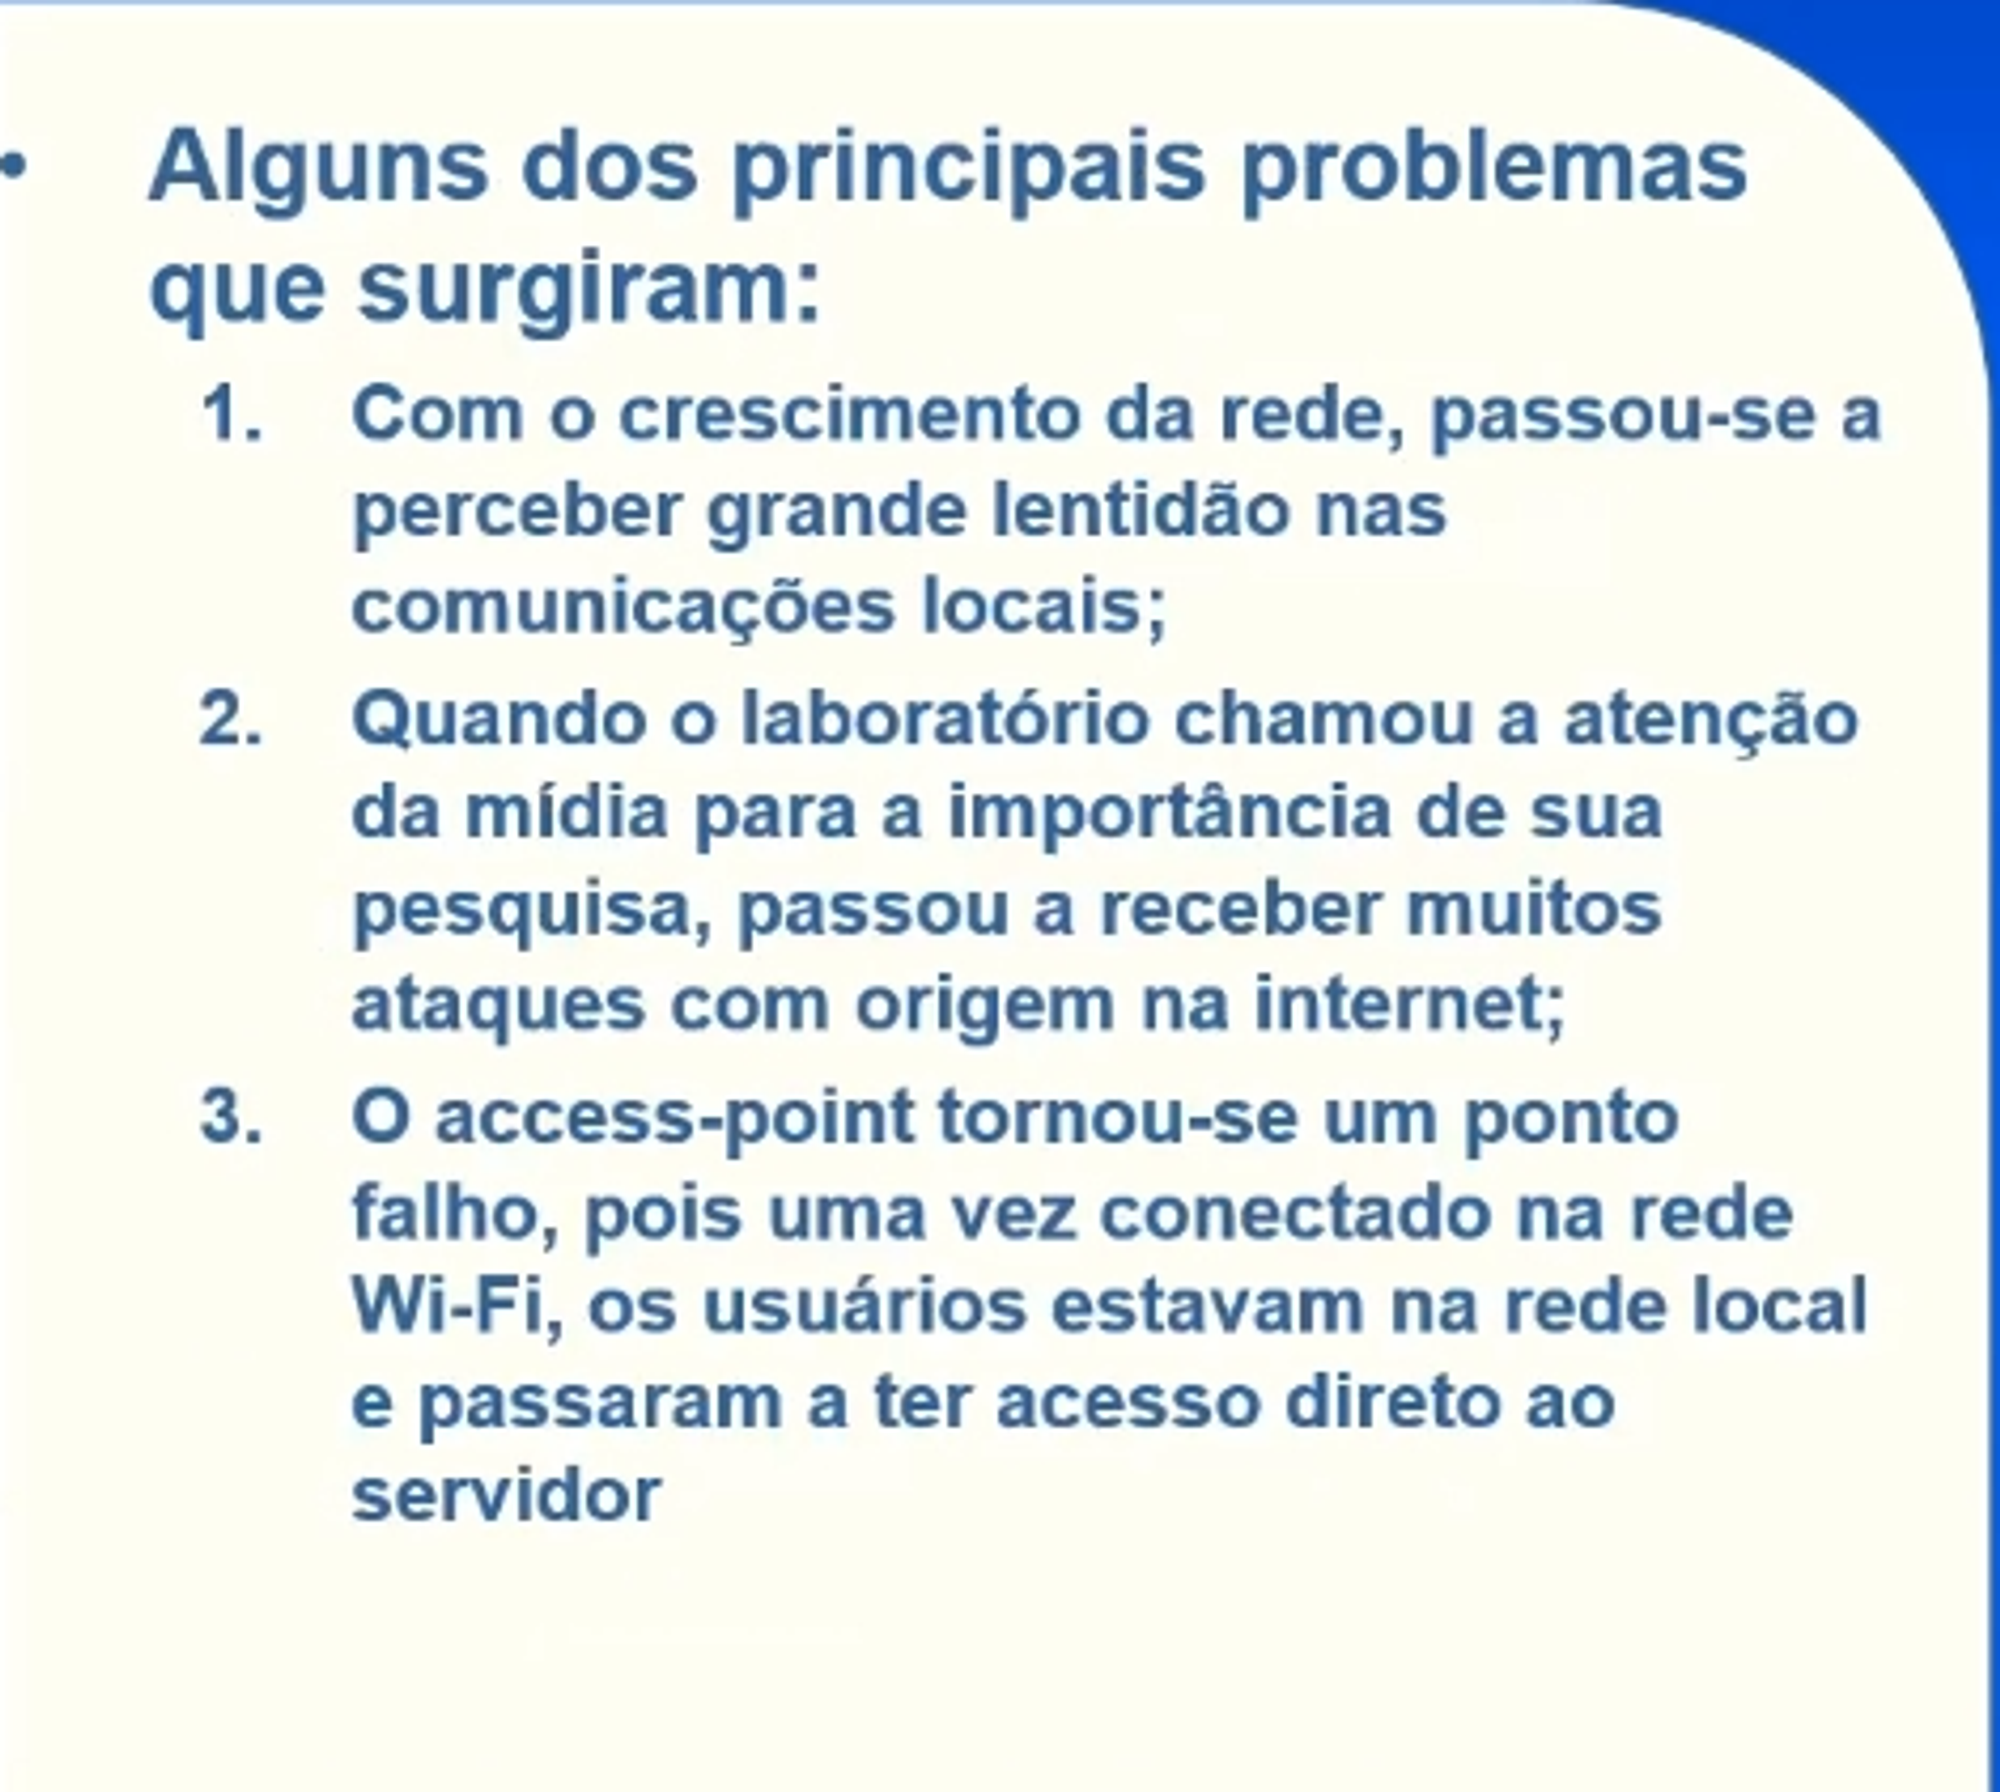 • Alguns dos principais problemas
que surgiram:
1. Com o crescimento da rede, passou-se a
perceber grande lentidão nas
comunicações locais;
2. Quando o laboratório chamou a atenção
da mídia para a importância de sua
pesquisa, passou a receber muitos
ataques com origem na internet;
3. O access-point tornou-se um ponto
falho, pois uma vez conectado na rede
Wi-Fi, os usuários estavam na rede local
e passaram a ter acesso direto ao
servidor